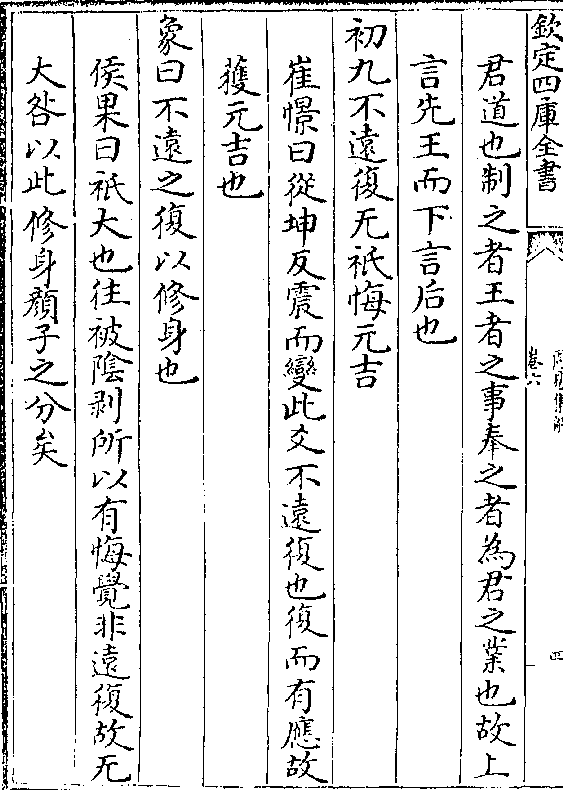 欽定四庫全書
卷六
四
君道也制之者王者之事奉之者為君之業也故上
言先王而下言后也
初九不遠復无祇悔元吉
崔憬曰從坤反震而變此爻不遠復也復而有應故
獲元吉也
象曰不遠之復以修身也
侯果曰祇大也往被陰剥所以有悔覺非遠復故无
大咎以此修身顔子之分矣